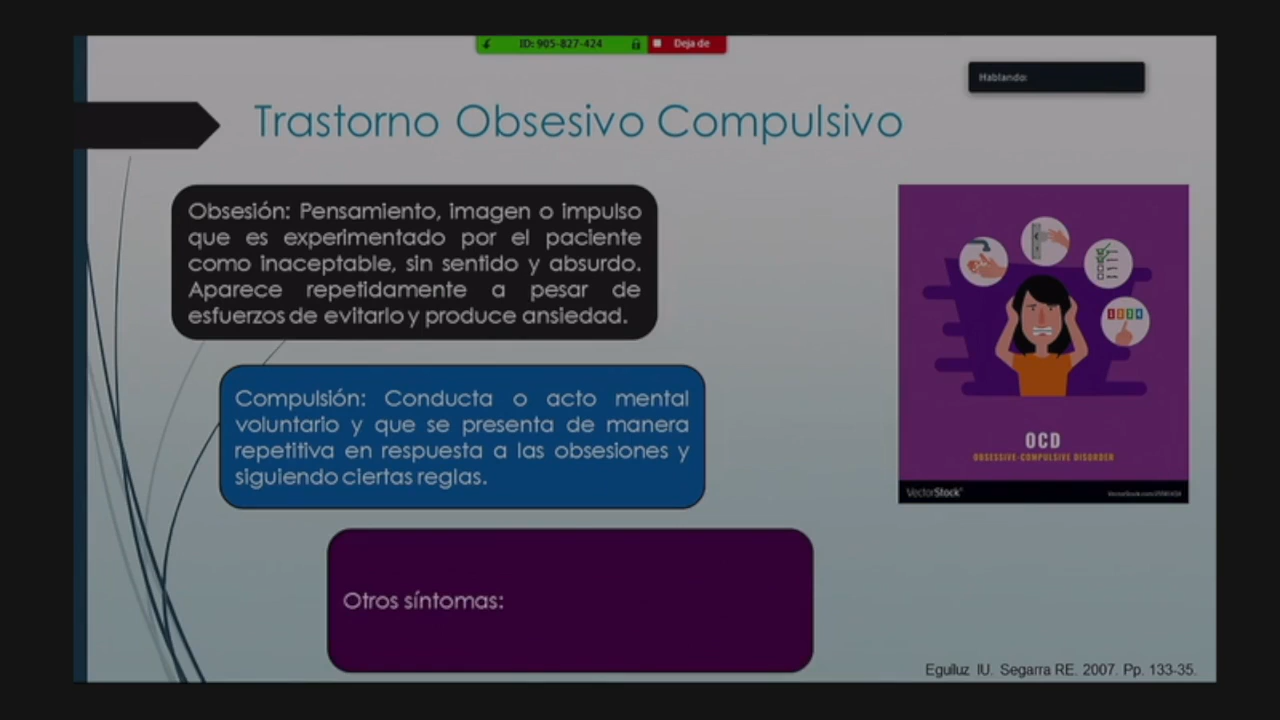 ID: 905-827-424
Deja de
Hablando:
Trastorno Obsesivo Compulsivo
Obsesión: Pensamiento, imagen o impulso
que es experimentado por el paciente
como inaceptable, sin sentido y absurdo.
Aparece repetidamente a pesar de
esfuerzos de evitarlo y produce ansiedad.
Compulsión: Conducta o acto mental
voluntario y que se presenta de manera
repetitiva en respuesta a las obsesiones y
siguiendo ciertas reglas.
Otros síntomas:
1234
OCD
OBSESSIVE-COMPULSIVE DISORDER
VectorStock®
Eguíluz IU. Segarra RE. 2007. Pp. 133-35.